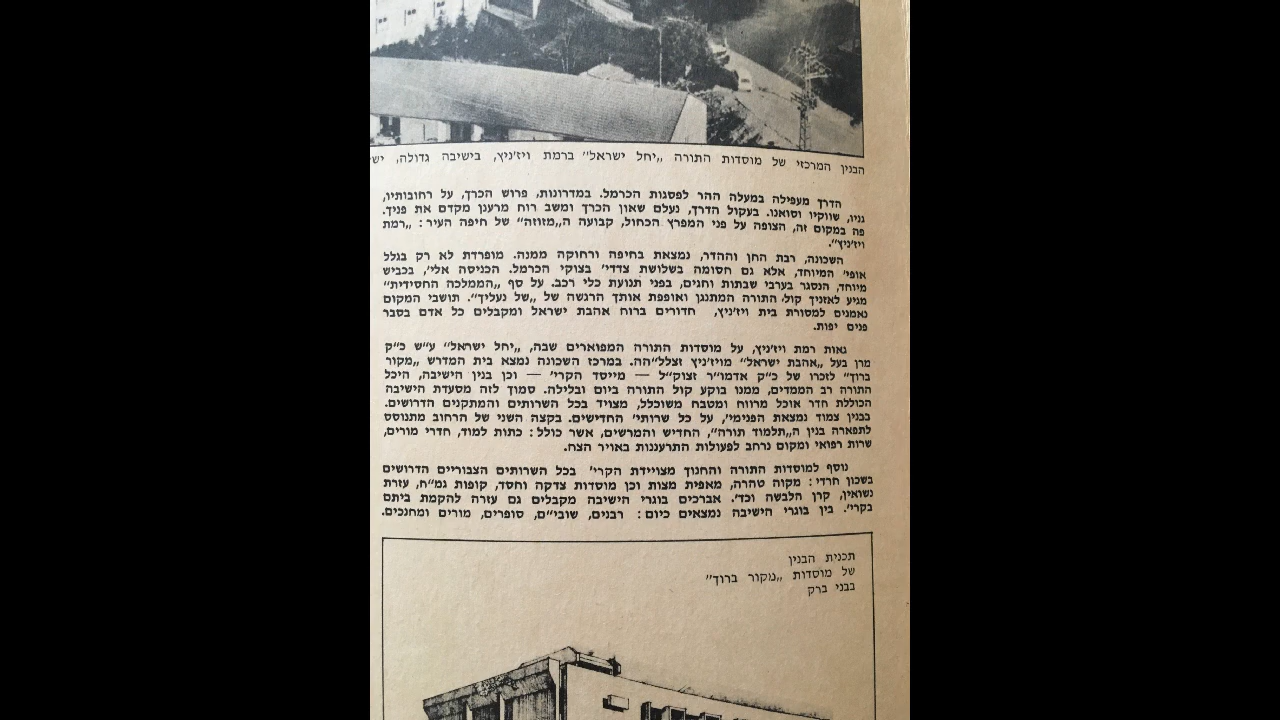 הבנין המרכזי של מוסדות התורה „יחל ישראל״ ברמת ויז׳ניץ, בישיבה גדולה,
הדרך מעפילה במעלה ההר לפסגות הכרמל. במדרונות, פרוש הכרך, על רחובותיו,
גניו, שווקיו וסואנו. בעקול הדרך, נעלם שאון הכרך ומשב רוח מרענן מקדם את פניך.
פה במקום זה, הצופה על פני המפרץ הכחול, קבועה ה„מזוזה״ של חיפה העיר: „רמת
ויז׳ניץ״.
השכונה, רבת החן וההדר, נמצאת בחיפה ורחוקה ממנה. מופרדת לא רק בגלל
אופי׳ המיוחד, אלא גם חסומה בשלושת צדדי׳ בצוקי הכרמל. הכניסה אלי׳, בכביש
מיוחד, הנסגר בערבי שבתות וחגים, בפני תנועת כלי רכב. על סף „הממלכה החסידית״
מגיע לאזניך קול התורה המתנגן ואופפת אותך הרגשה של „של נעליך״. תושבי המקום
נאמנים למסורת בית ויז׳ניץ, חדורים ברוח אהבת ישראל ומקבלים כל אדם בסבר
פנים יפות.
גאות רמת ויז׳ניץ, על מוסדות התורה המפוארים שבה, „יחל ישראל״ ע״ש כ״ק
מרן בעל „אהבת ישראל״ מויז׳ניץ זצללי׳הה. במרכז השכונה נמצא בית המדרש „מקור
ברוך״ לזכרו של כ״ק אדמו״ר זצוק״ל — מייסד הקרי׳ — וכן בנין הישיבה, היכל
התורה רב הממדים, ממנו בוקע קול התורה ביום ובלילה. סמוך לזה מסעדת הישיבה
הכוללת חדר אוכל מרווח ומטבח משוכלל, מצויד בכל השרותים והמתקנים הדרושים.
בבנין צמוד נמצאת הפנימי׳, על כל שרותי׳ החדישים. בקצה השני של הרחוב מתנוסס
לתפארה בנין ה„תלמוד תורה״, החדיש והמרשים, אשר כולל: כתות למוד, חדרי מורים,
שרות רפואי ומקום נרחב לפעולות התרעננות באויר הצח.
נוסף למוסדות התורה והחנוך מצויידת הקרי׳ בכל השרותים הצבוריים הדרושים
בשכון חרדי: מקוה טהרה, מאפית מצות וכן מוסדות צדקה וחסד, קופות גמ״ח, עזרת
נשואין, קרן הלבשה וכד׳. אברכים בוגרי הישיבה מקבלים גם עזרה להקמת ביתם
בקרי׳. בין בוגרי הישיבה נמצאים כיום: רבנים, שובי״ם, סופרים, מורים ומחנכים.
תכנית הבנין
של מוסדות „מקור ברוך״
בבני ברק